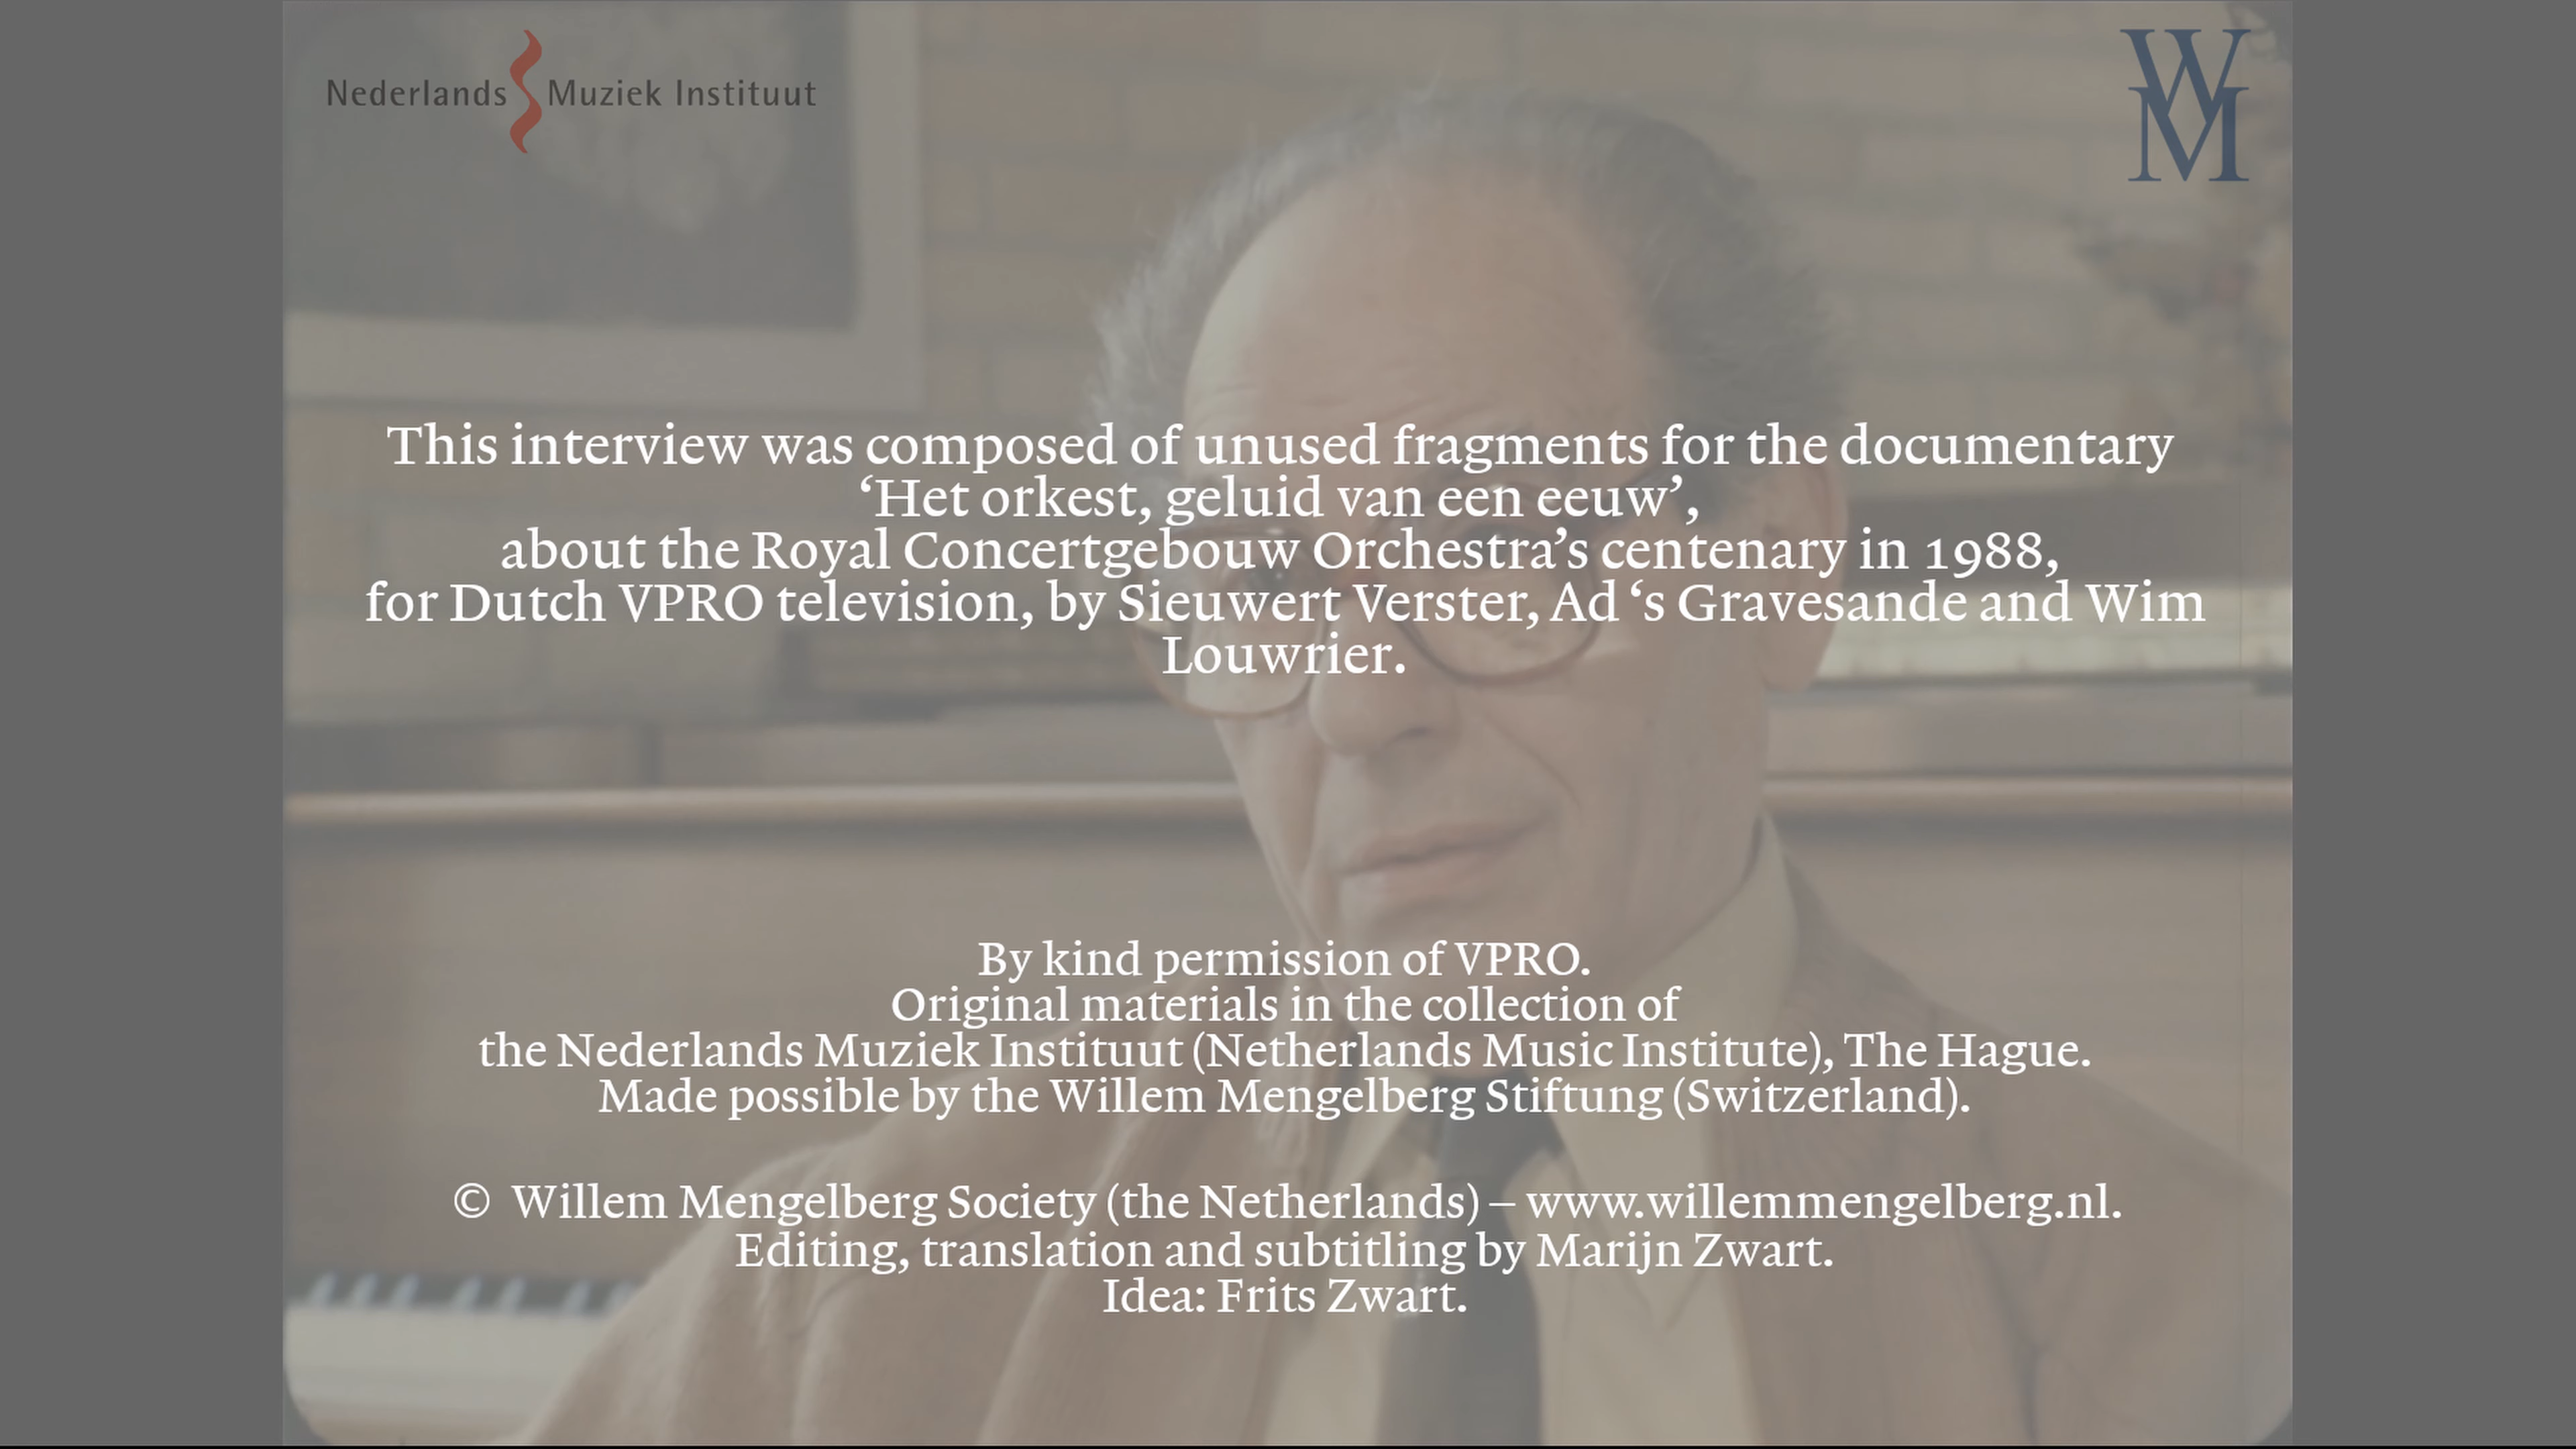 Nederlands Muziek Instituut
WM
This interview was composed of unused fragments for the documentary
‘Het orkest, geluid van een eeuw’,
about the Royal Concertgebouw Orchestra’s centenary in 1988,
for Dutch VPRO television, by Sieuwert Verster, Ad ‘s Gravesande and Wim
Louwrier.
By kind permission of VPRO.
Original materials in the collection of
the Nederlands Muziek Instituut (Netherlands Music Institute), The Hague.
Made possible by the Willem Mengelberg Stiftung (Switzerland).
© Willem Mengelberg Society (the Netherlands) – www.willemmengelberg.nl.
Editing, translation and subtitling by Marijn Zwart.
Idea: Frits Zwart.